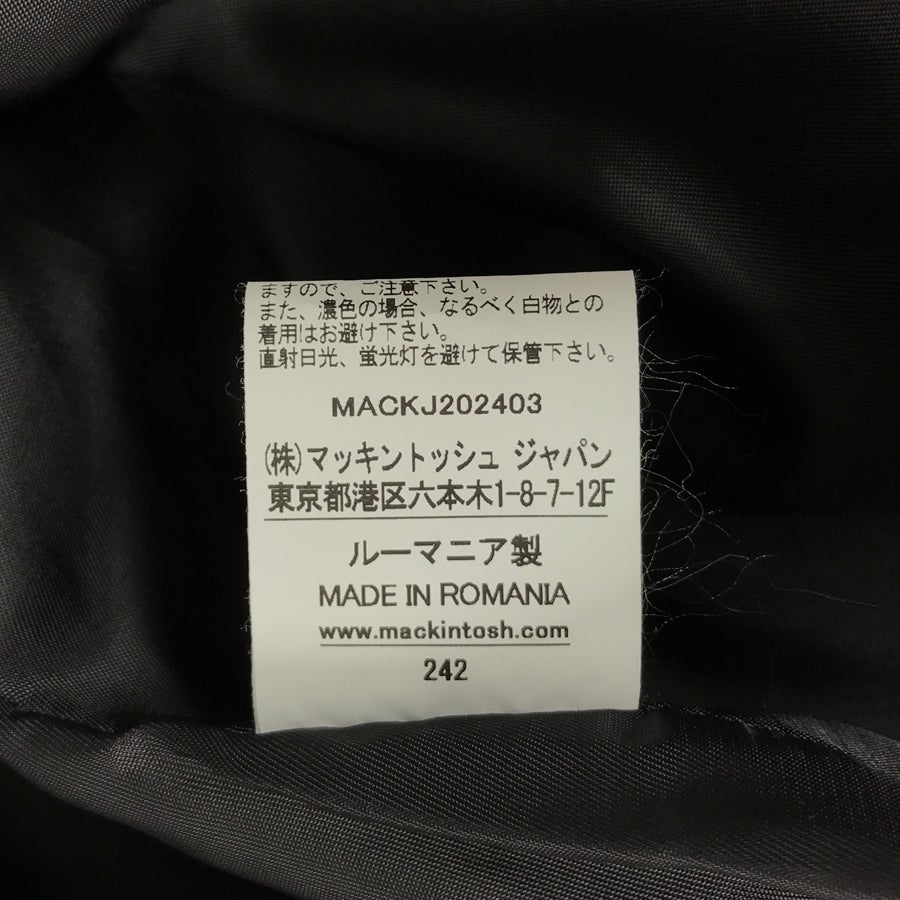 ますので、ご注意下さい。
また、濃色の場合、なるべく白物との
着用はお避け下さい。
直射日光、蛍光灯を避けて保管下さい。
MACKJ202403
(株)マッキントッシュ ジャパン
東京都港区六本木1-8-7-12F
ルーマニア製
MADE IN ROMANIA
www.mackintosh.com
242